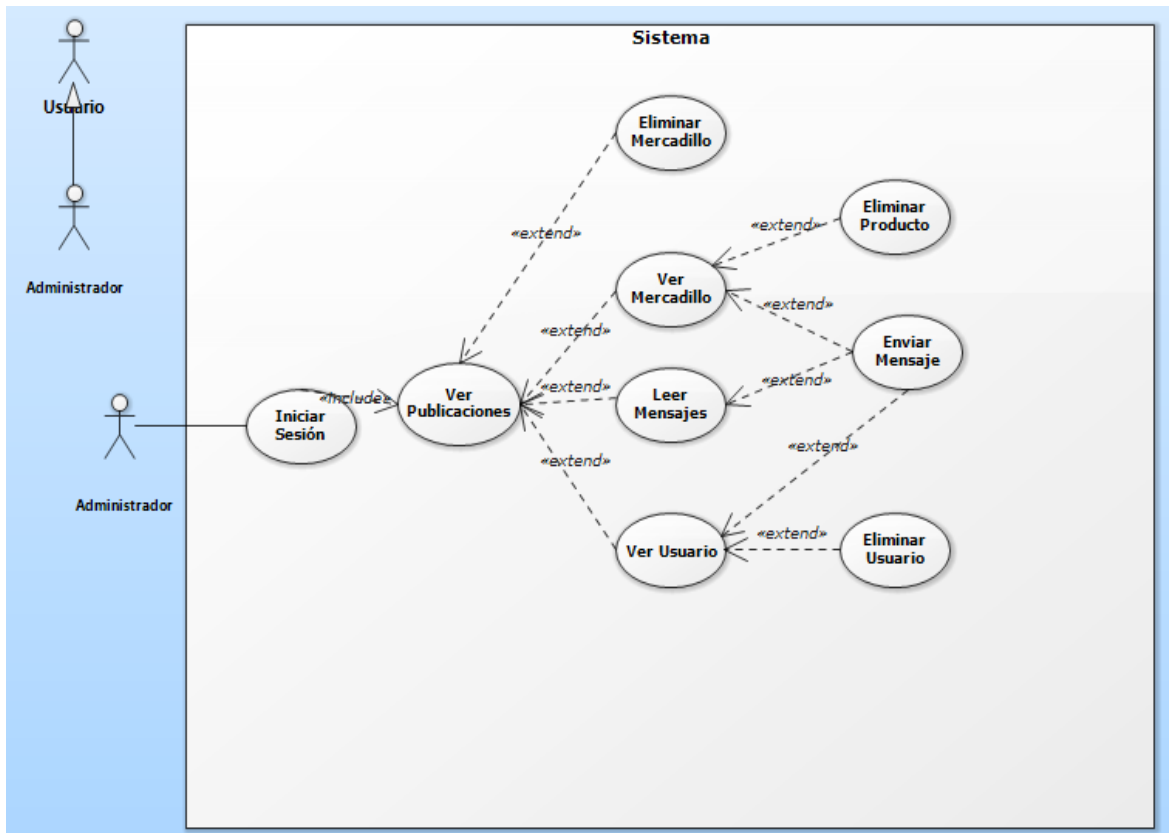 Sistema
Usuario
Administrador
Administrador
Eliminar
Mercadillo
Eliminar
Producto
«extend»
«extend»
Ver
Mercadillo
«extend»
Enviar
Mensaje
«extend»
«extend»
Leer
Mensajes
«include»
Ver
Publicaciones
Iniciar
Sesión
«extend»
«extend»
Ver Usuario
«extend»
Eliminar
Usuario